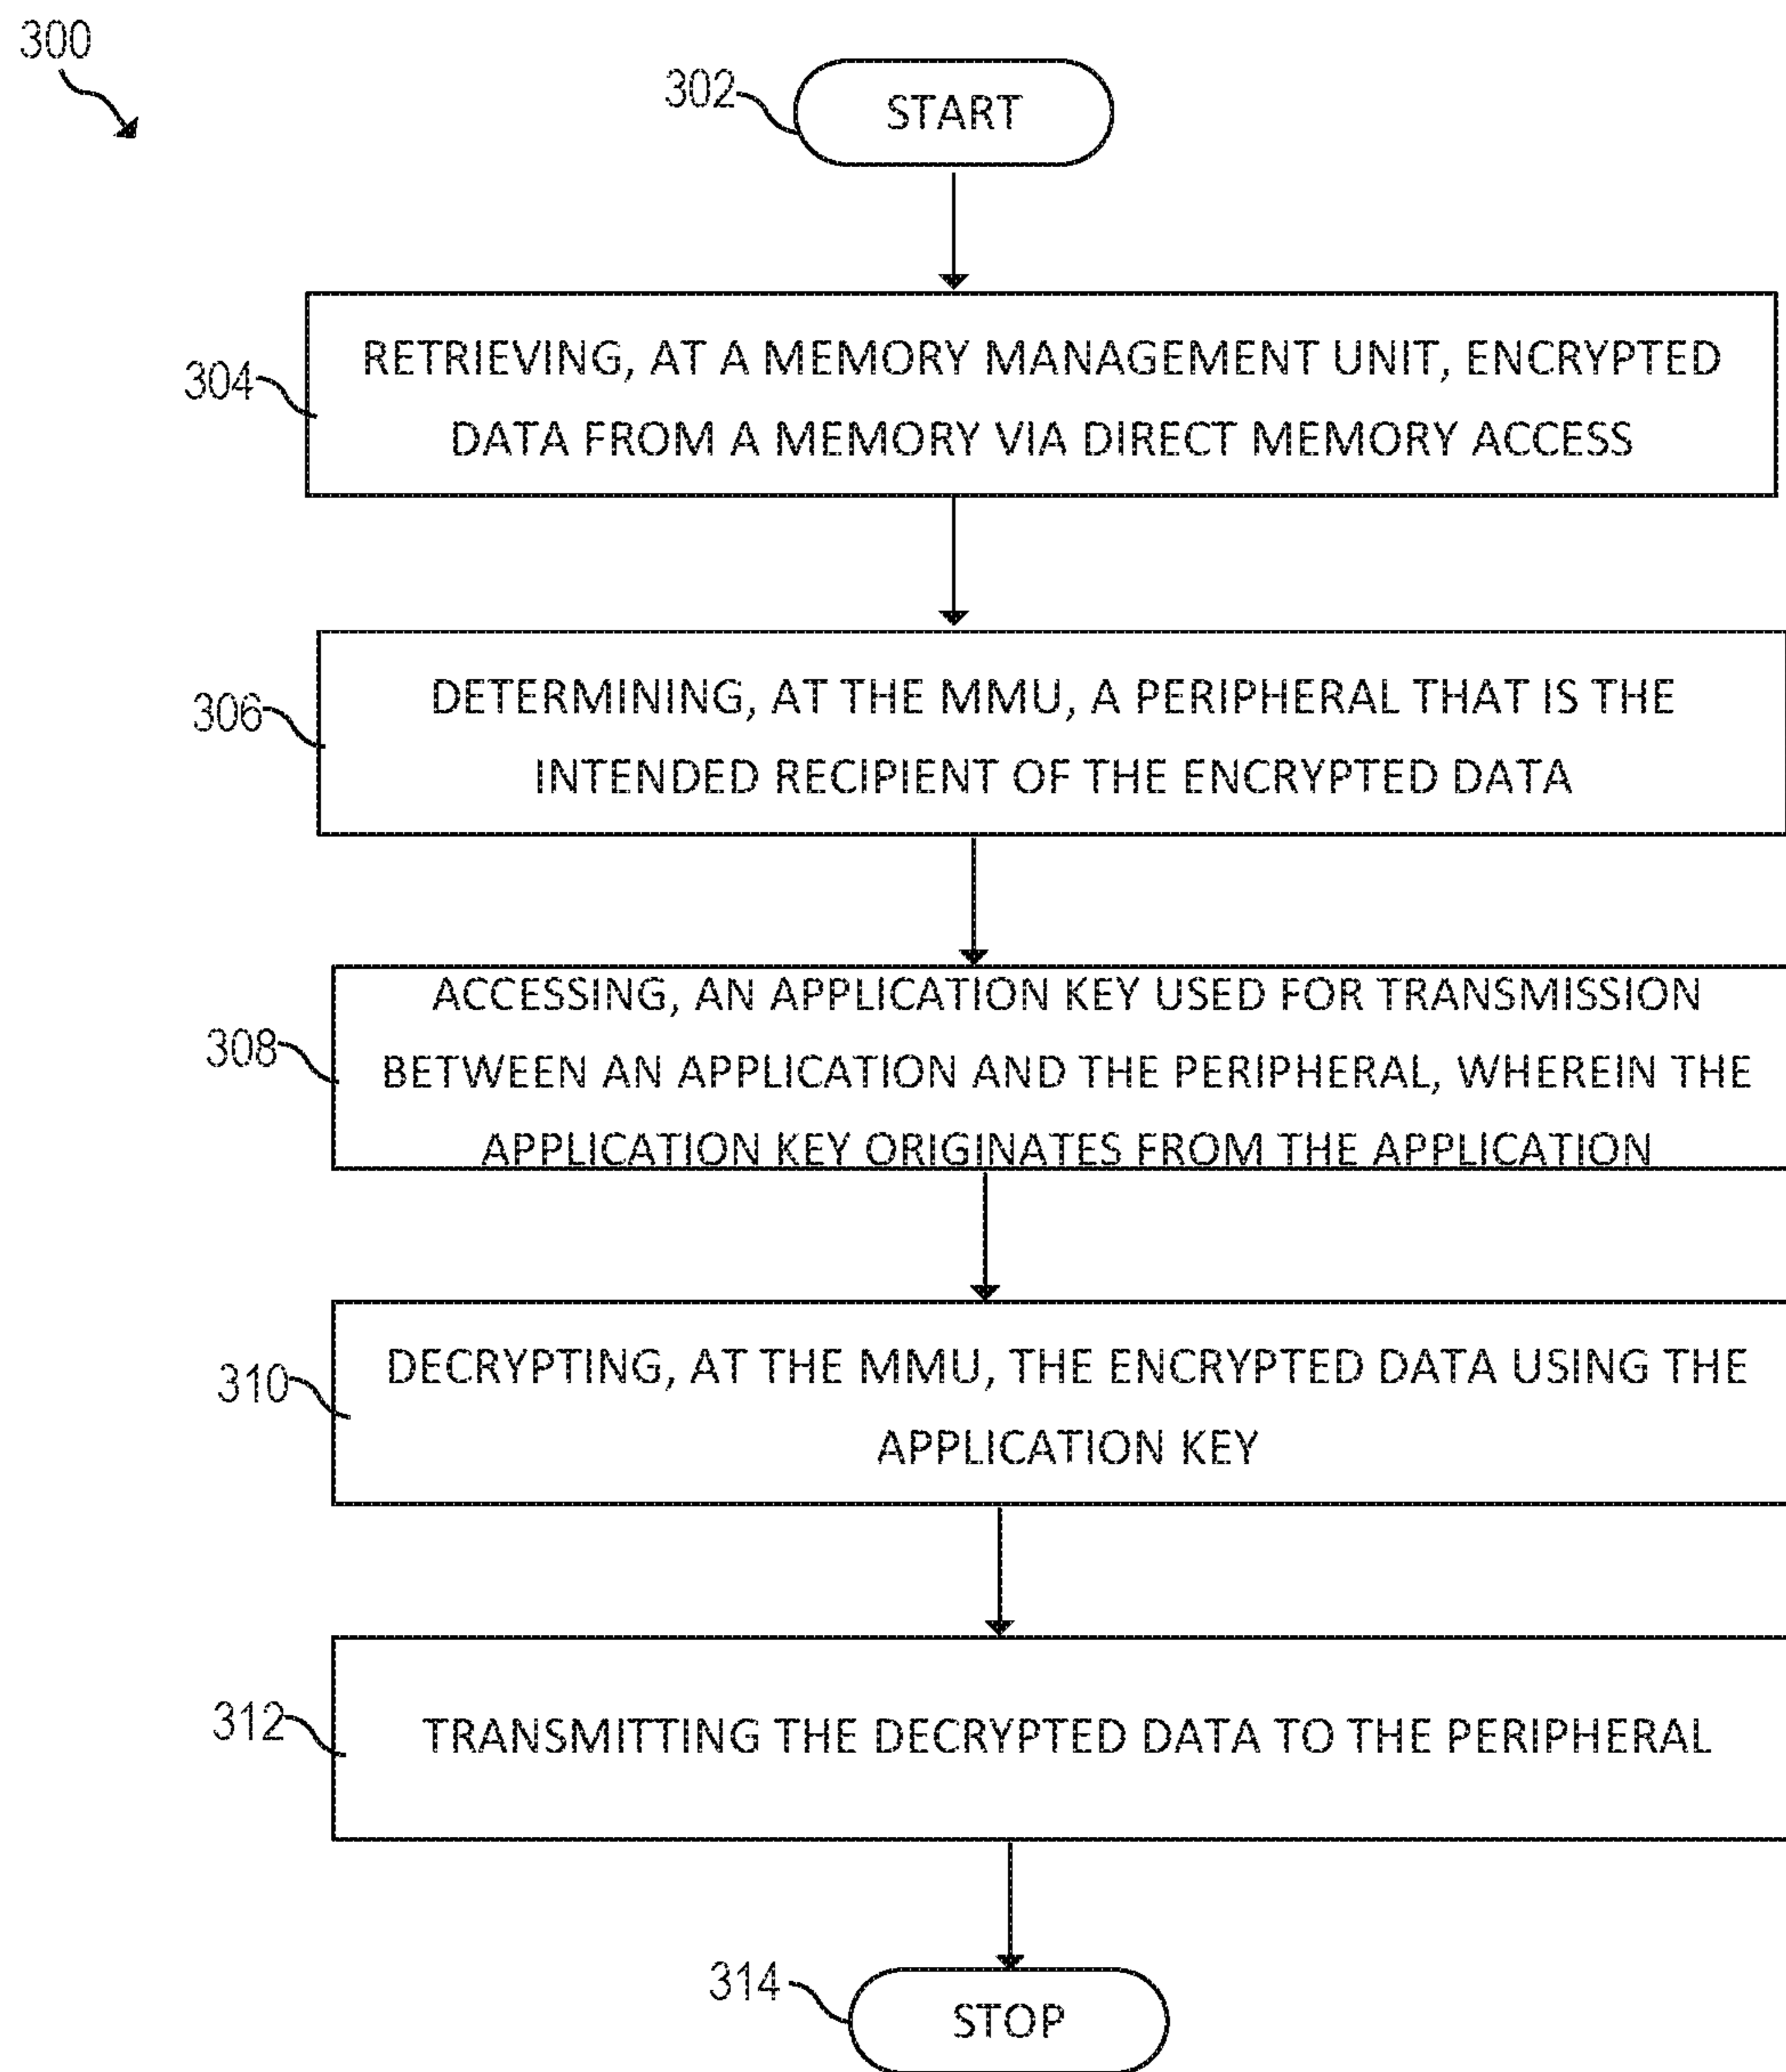 300
302
START
304
RETRIEVING, AT A MEMORY MANAGEMENT UNIT, ENCRYPTED
DATA FROM A MEMORY VIA DIRECT MEMORY ACCESS
306
DETERMINING, AT THE MMU, A PERIPHERAL THAT IS THE
INTENDED RECIPIENT OF THE ENCRYPTED DATA
308
ACCESSING, AN APPLICATION KEY USED FOR TRANSMISSION
BETWEEN AN APPLICATION AND THE PERIPHERAL, WHEREIN THE
APPLICATION KEY ORIGINATES FROM THE APPLICATION
310
DECRYPTING, AT THE MMU, THE ENCRYPTED DATA USING THE
APPLICATION KEY
312
TRANSMITTING THE DECRYPTED DATA TO THE PERIPHERAL
314
STOP